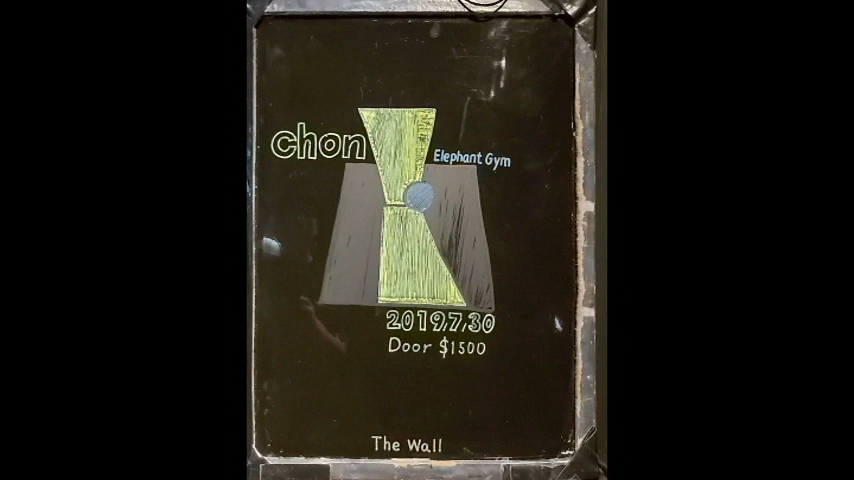 chon
Elephant Gym
2019,7,30
Door $1500
The Wall